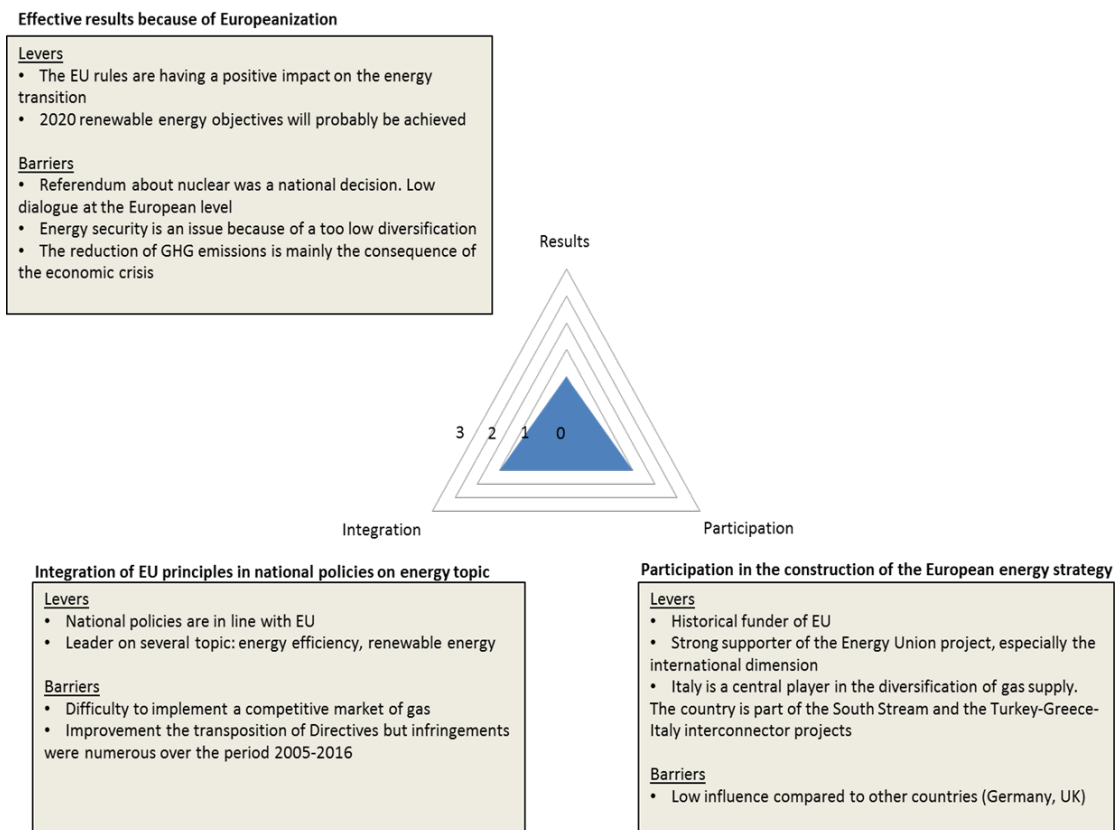 Effective results because of Europeanization
Levers
• The EU rules are having a positive impact on the energy
transition
• 2020 renewable energy objectives will probably be achieved
Barriers
• Referendum about nuclear was a national decision. Low
dialogue at the European level
• Energy security is an issue because of a too low diversification
• The reduction of GHG emissions is mainly the consequence of
the economic crisis
Results
3 2 1 0
Integration
Participation
Integration of EU principles in national policies on energy topic
Levers
• National policies are in line with EU
• Leader on several topic: energy efficiency, renewable energy
Barriers
• Difficulty to implement a competitive market of gas
• Improvement the transposition of Directives but infringements
were numerous over the period 2005-2016
Participation in the construction of the European energy strategy
Levers
• Historical funder of EU
• Strong supporter of the Energy Union project, especially the
international dimension
• Italy is a central player in the diversification of gas supply.
The country is part of the South Stream and the Turkey-Greece-
Italy interconnector projects
Barriers
• Low influence compared to other countries (Germany, UK)